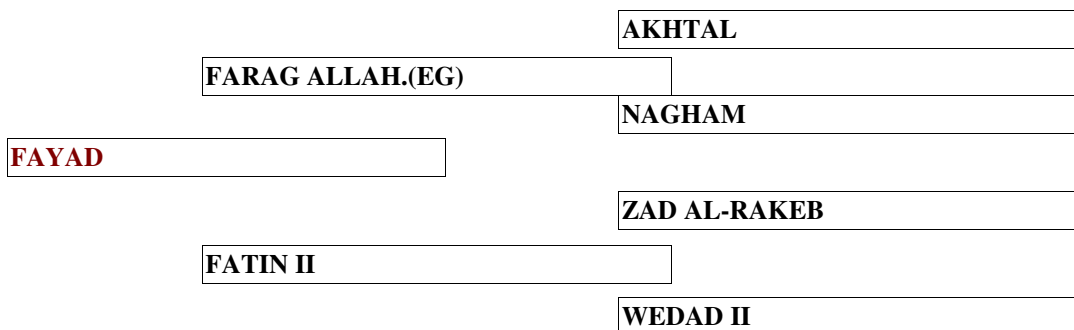 AKHTAL
FARAG ALLAH.(EG)
NAGHAM
FAYAD
ZAD AL-RAKEB
FATIN II
WEDAD II